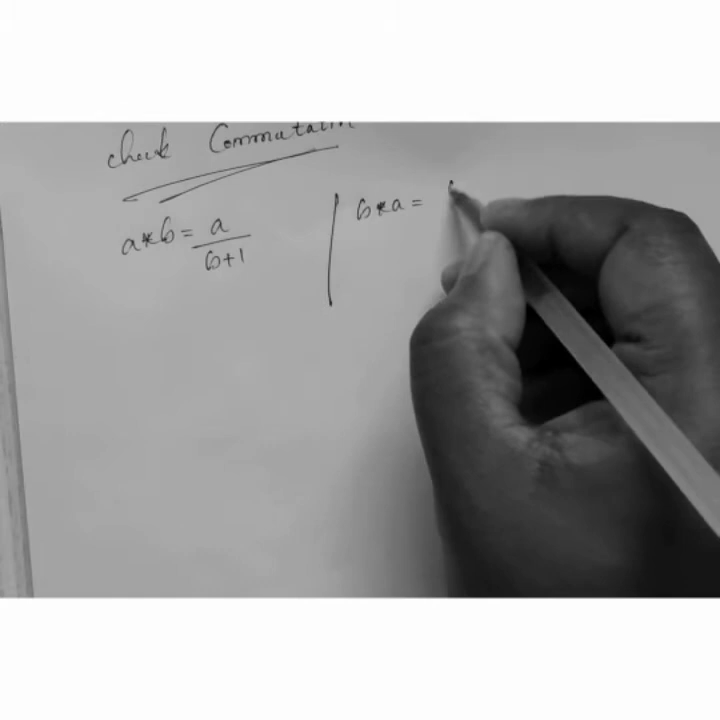 check Commutativ
a*b = a / b+1
b*a =